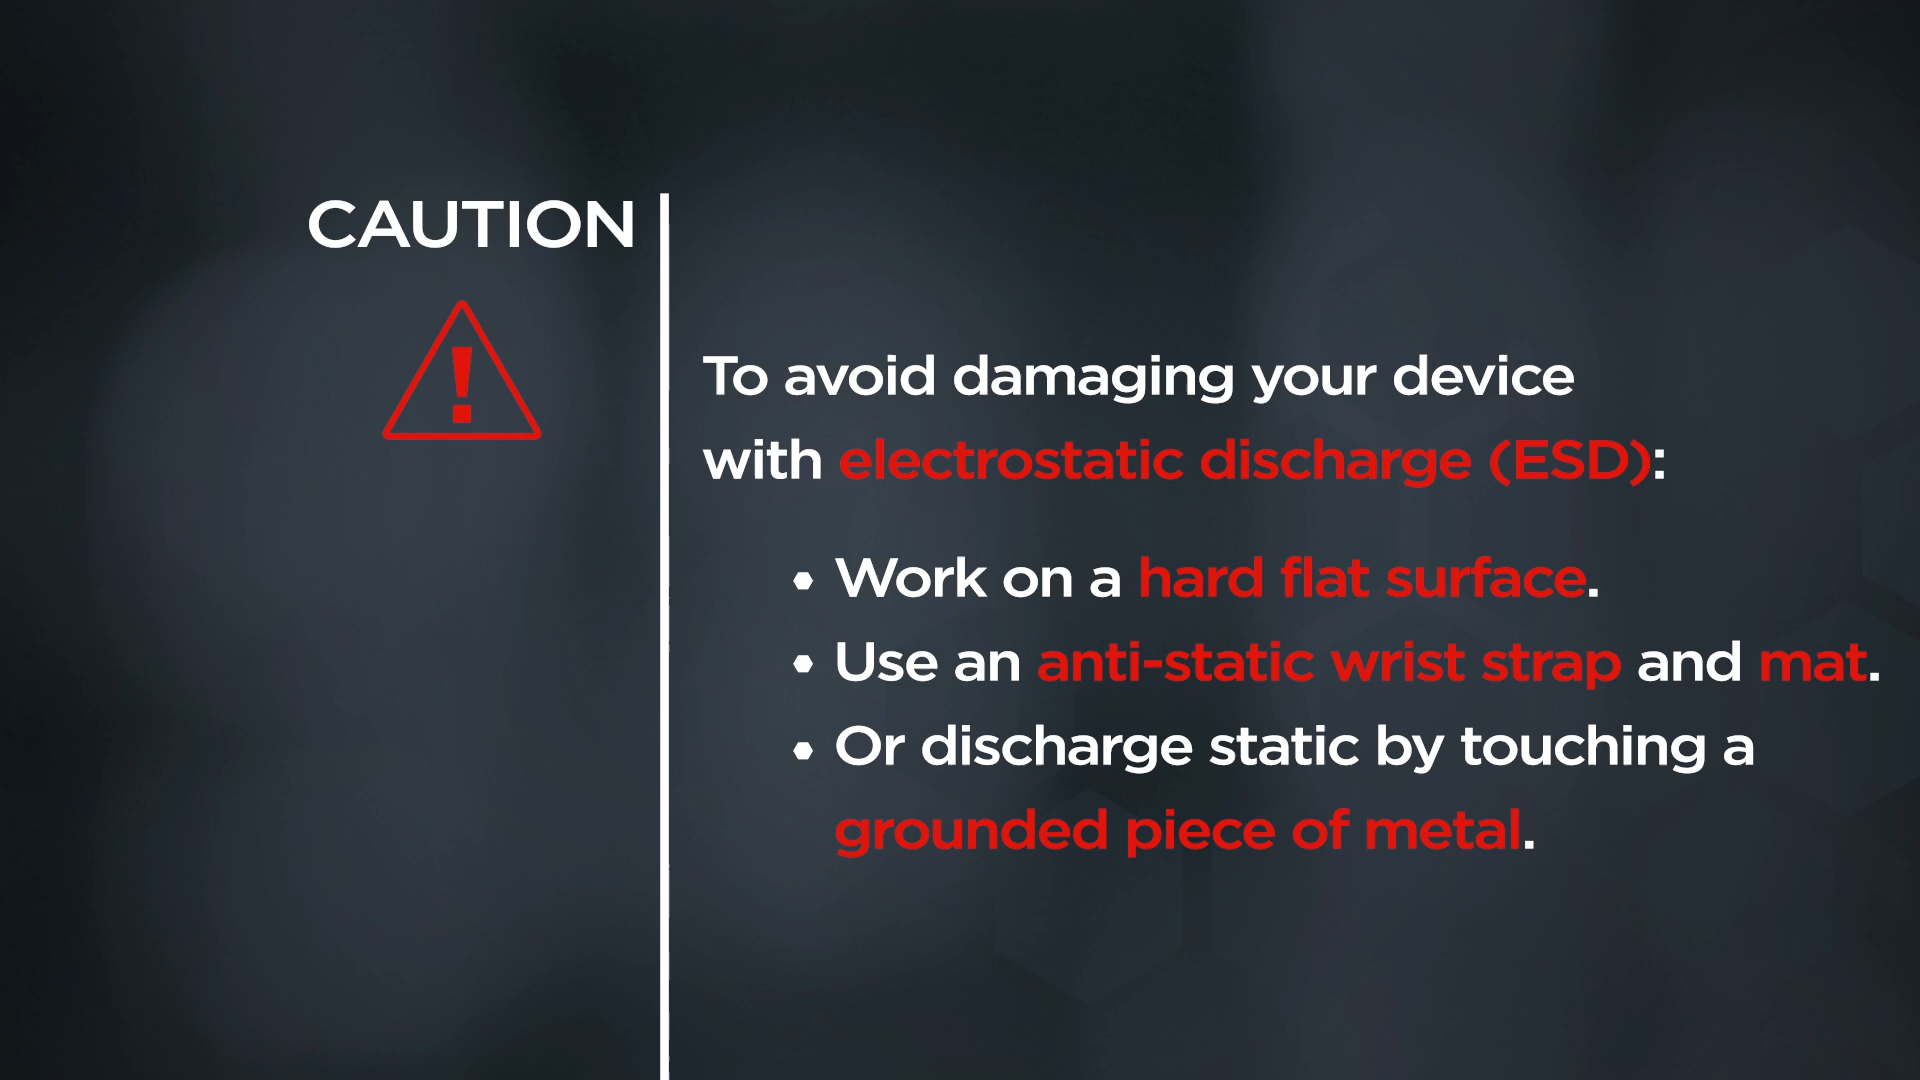 CAUTION
!
To avoid damaging your device
with electrostatic discharge (ESD):
• Work on a hard flat surface.
• Use an anti-static wrist strap and mat.
• Or discharge static by touching a
grounded piece of metal.